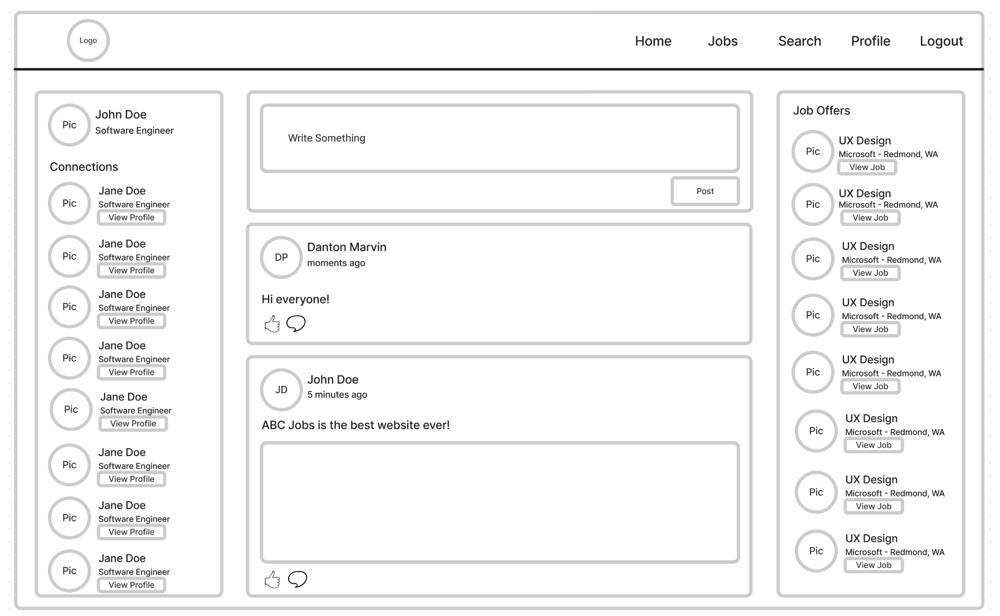 Logo
Home
Jobs
Search
Profile
Logout
Pic
John Doe
Software Engineer
Connections
Pic
Jane Doe
Software Engineer
View Profile
Pic
Jane Doe
Software Engineer
View Profile
Pic
Jane Doe
Software Engineer
View Profile
Pic
Jane Doe
Software Engineer
View Profile
Pic
Jane Doe
Software Engineer
View Profile
Pic
Jane Doe
Software Engineer
View Profile
Pic
Jane Doe
Software Engineer
View Profile
Pic
Jane Doe
Software Engineer
View Profile
Write Something
Post
DP
Danton Marvin
moments ago
Hi everyone!
JD
John Doe
5 minutes ago
ABC Jobs is the best website ever!
Job Offers
Pic
UX Design
Microsoft - Redmond, WA
View Job
Pic
UX Design
Microsoft - Redmond, WA
View Job
Pic
UX Design
Microsoft - Redmond, WA
View Job
Pic
UX Design
Microsoft - Redmond, WA
View Job
Pic
UX Design
Microsoft - Redmond, WA
View Job
Pic
UX Design
Microsoft - Redmond, WA
View Job
Pic
UX Design
Microsoft - Redmond, WA
View Job
Pic
UX Design
Microsoft - Redmond, WA
View Job